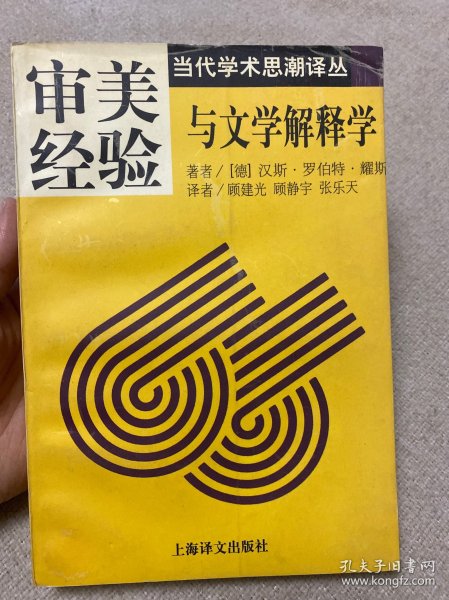 当代学术思潮译丛
审美
经验
与文学解释学
著者/[德]汉斯·罗伯特·耀斯
译者/顾建光 顾静宇 张乐天
上海译文出版社
孔夫子旧书网
www.kongfz.com